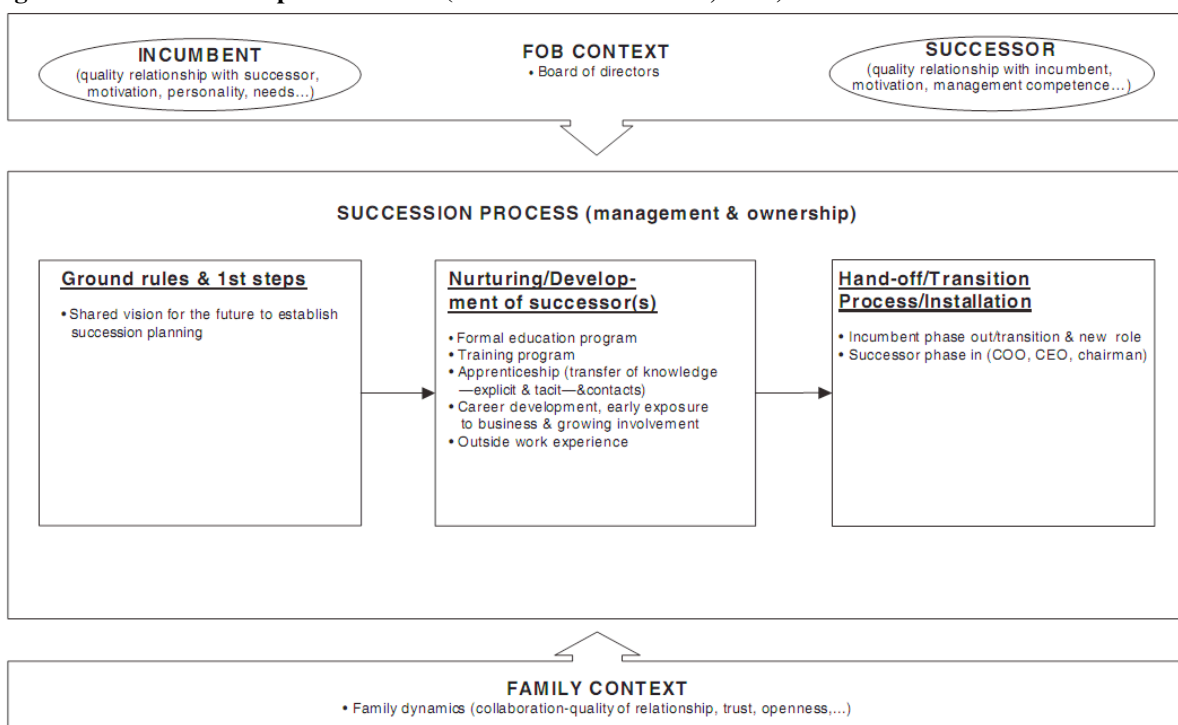 INCUMBENT
(quality relationship with successor,
motivation, personality, needs...)
FOB CONTEXT
• Board of directors
SUCCESSOR
(quality relationship with incumbent,
motivation, management competence...)
SUCCESSION PROCESS (management & ownership)
Ground rules & 1st steps
• Shared vision for the future to establish
succession planning
Nurturing/Develop-
ment of successor(s)
• Formal education program
• Training program
• Apprenticeship (transfer of knowledge
—explicit & tacit—&contacts)
• Career development, early exposure
to business & growing involvement
• Outside work experience
Hand-off/Transition
Process/Installation
• Incumbent phase out/transition & new role
• Successor phase in (COO, CEO, chairman)
FAMILY CONTEXT
• Family dynamics (collaboration-quality of relationship, trust, openness,...)